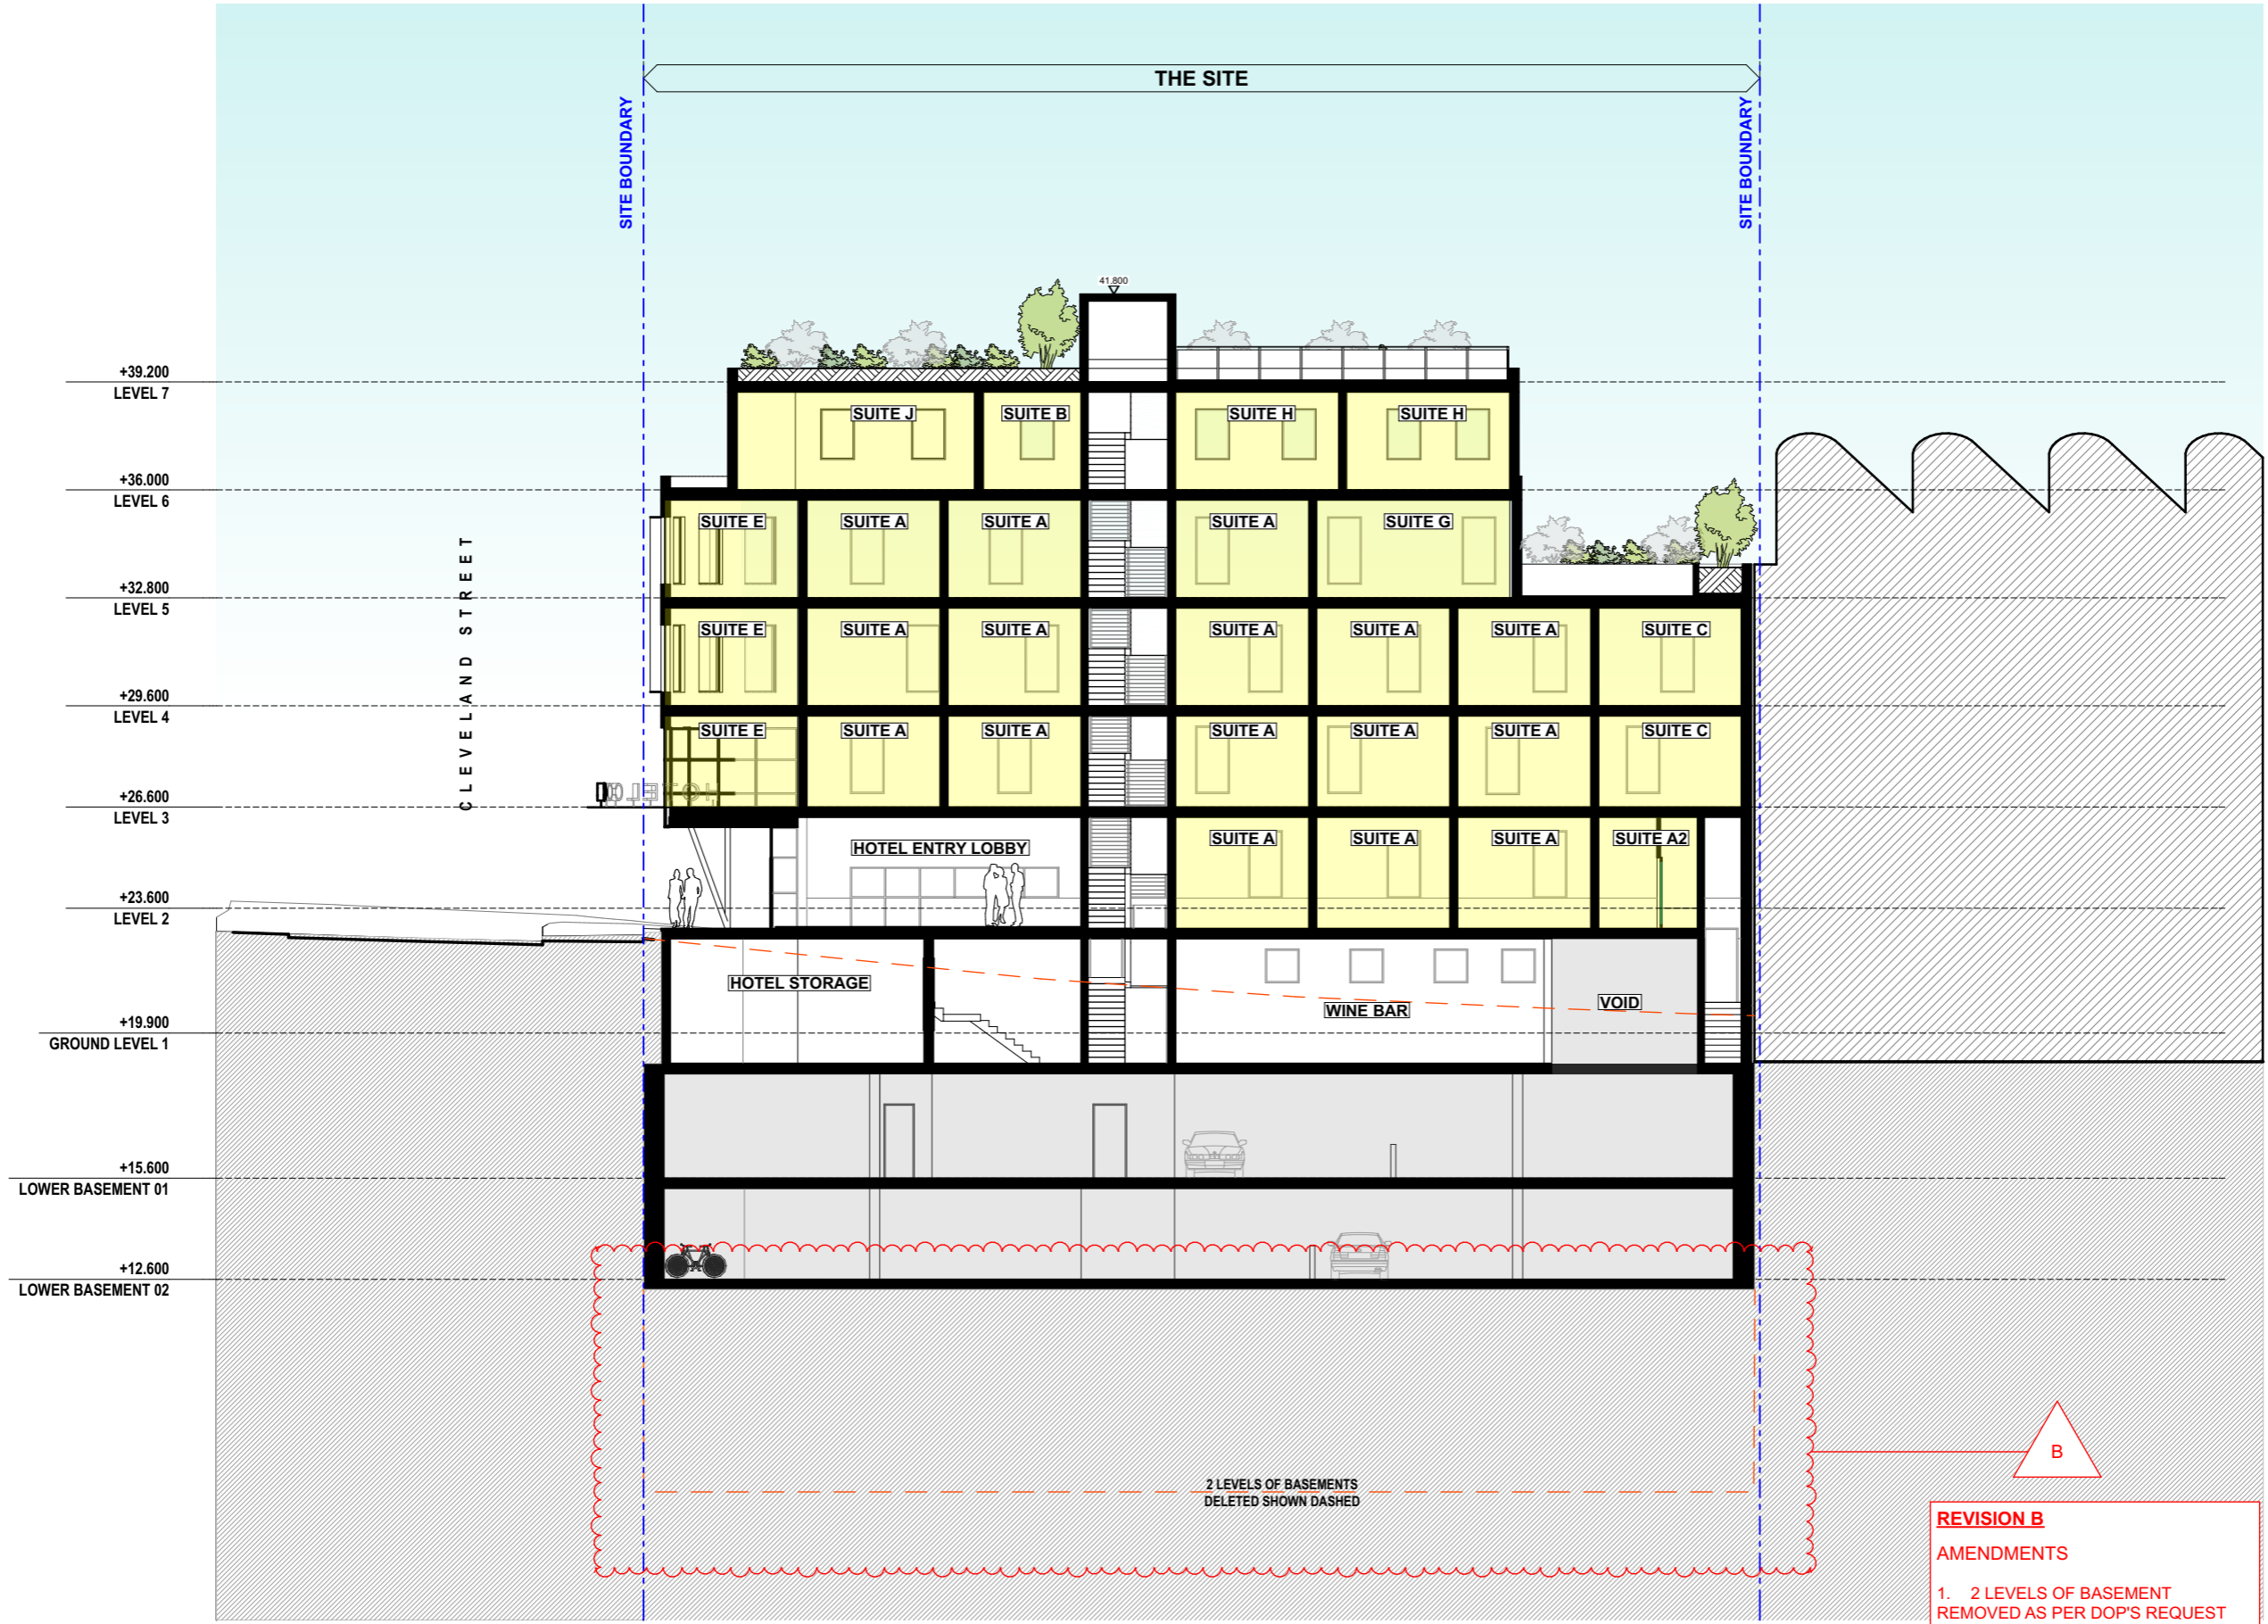 THE SITE
SITE BOUNDARY
SITE BOUNDARY
41.800
+39.200
LEVEL 7
SUITE J
SUITE B
SUITE H
SUITE H
+36.000
LEVEL 6
SUITE E
SUITE A
SUITE A
SUITE A
SUITE G
CLEVELAND STREET
+32.800
LEVEL 5
SUITE E
SUITE A
SUITE A
SUITE A
SUITE A
SUITE A
SUITE C
+29.600
LEVEL 4
SUITE E
SUITE A
SUITE A
SUITE A
SUITE A
SUITE A
SUITE C
HOTEL
+26.600
LEVEL 3
HOTEL ENTRY LOBBY
SUITE A
SUITE A
SUITE A
SUITE A2
+23.600
LEVEL 2
HOTEL STORAGE
WINE BAR
VOID
+19.900
GROUND LEVEL 1
+15.600
LOWER BASEMENT 01
+12.600
LOWER BASEMENT 02
2 LEVELS OF BASEMENTS
DELETED SHOWN DASHED
B
REVISION B
AMENDMENTS
1. 2 LEVELS OF BASEMENT
REMOVED AS PER DOP'S REQUEST